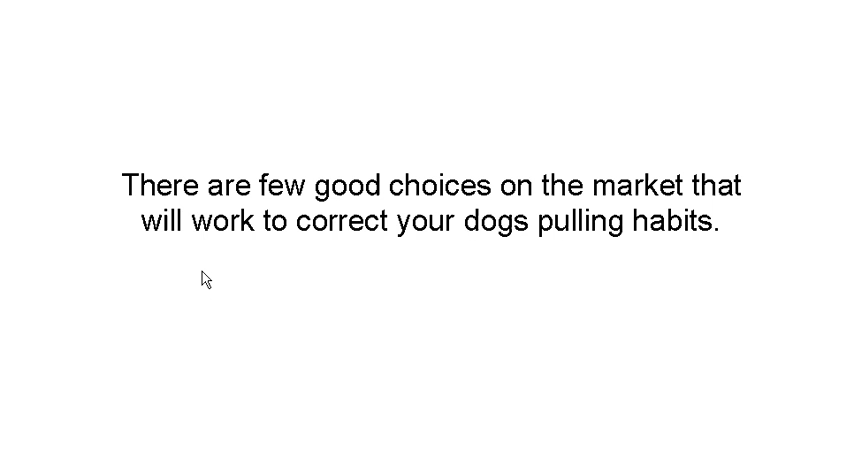 There are few good choices on the market that
will work to correct your dogs pulling habits.